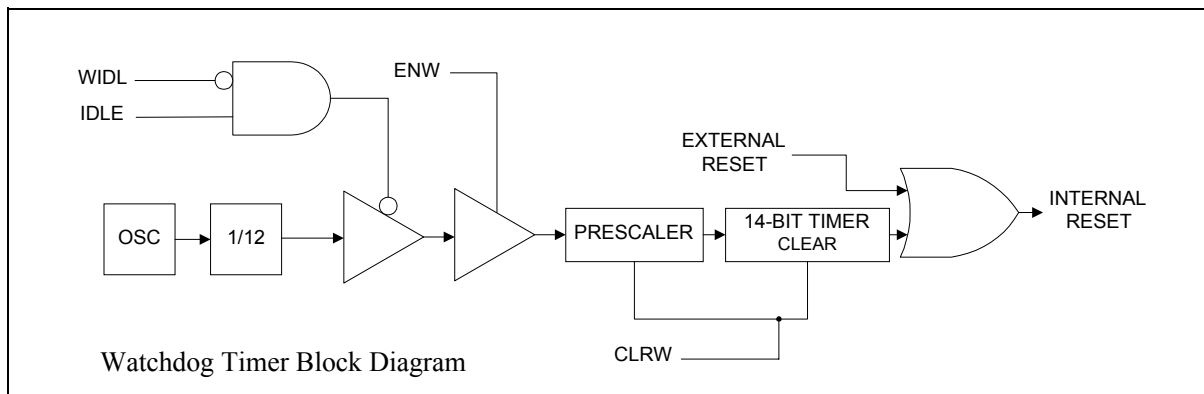 WIDL
IDLE
ENW
EXTERNAL
RESET
INTERNAL
RESET
OSC
1/12
PRESCALER
14-BIT TIMER
CLEAR
CLRW
Watchdog Timer Block Diagram